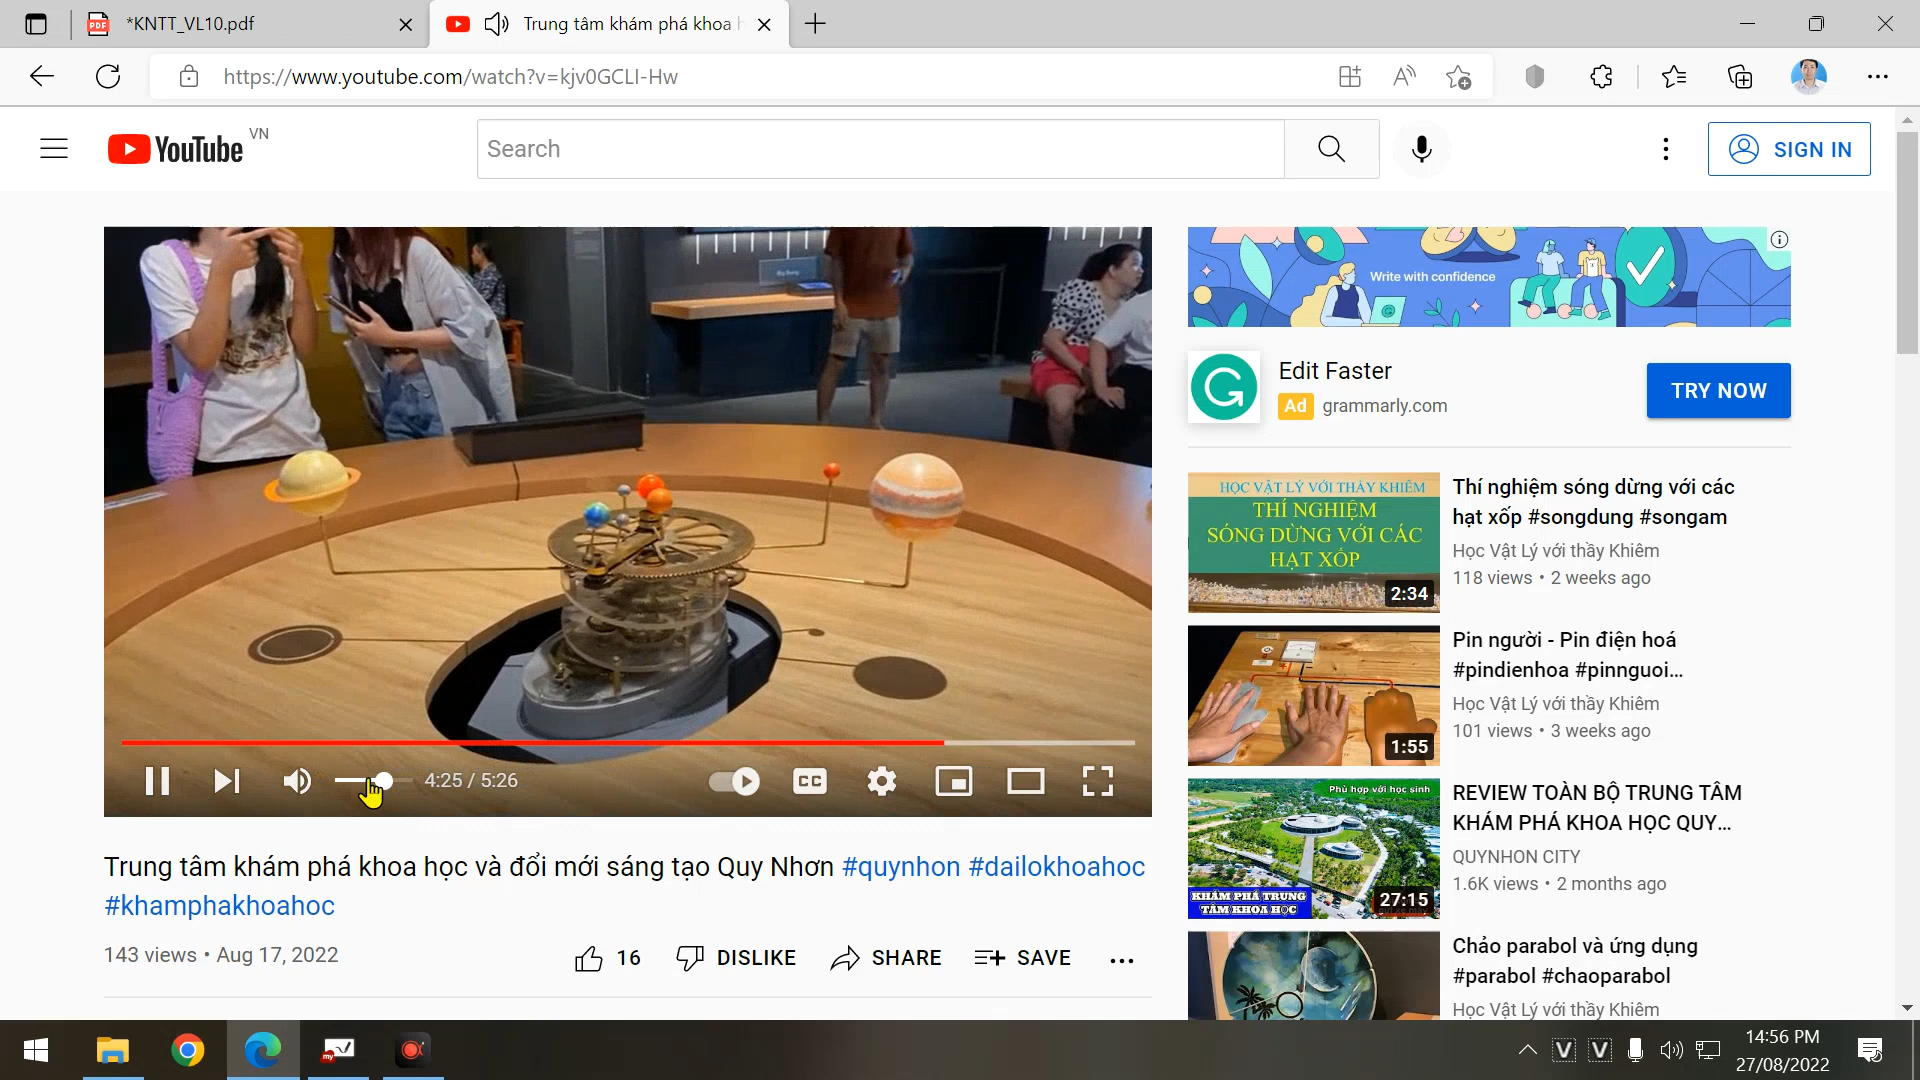 *KNTT_VL10.pdf
Trung tâm khám phá khoa h
https://www.youtube.com/watch?v=kjv0GCLI-Hw
YouTube VN
Search
SIGN IN
Big Bang
4:25 / 5:26
CC
Trung tâm khám phá khoa học và đổi mới sáng tạo Quy Nhơn #quynhon #dailokhoahoc
#khamphakhoahoc
143 views • Aug 17, 2022
16
DISLIKE
SHARE
SAVE
Write with confidence
Edit Faster
Ad grammarly.com
TRY NOW
HỌC VẬT LÝ VỚI THẦY KHIÊM
THÍ NGHIỆM
SÓNG DỪNG VỚI CÁC
HẠT XỐP
2:34
Thí nghiệm sóng dừng với các
hạt xốp #songdung #songam
Học Vật Lý với thầy Khiêm
118 views • 2 weeks ago
1:55
Pin người - Pin điện hoá
#pindienhoa #pinnguoi...
Học Vật Lý với thầy Khiêm
101 views • 3 weeks ago
Phù hợp với học sinh
KHÁM PHÁ TRUNG
TÂM KHOA HỌC
27:15
REVIEW TOÀN BỘ TRUNG TÂM
KHÁM PHÁ KHOA HỌC QUY...
QUYNHON CITY
1.6K views • 2 months ago
Chảo parabol và ứng dụng
#parabol #chaoparabol
Học Vật Lý với thầy Khiêm
my
V
V
14:56 PM
27/08/2022